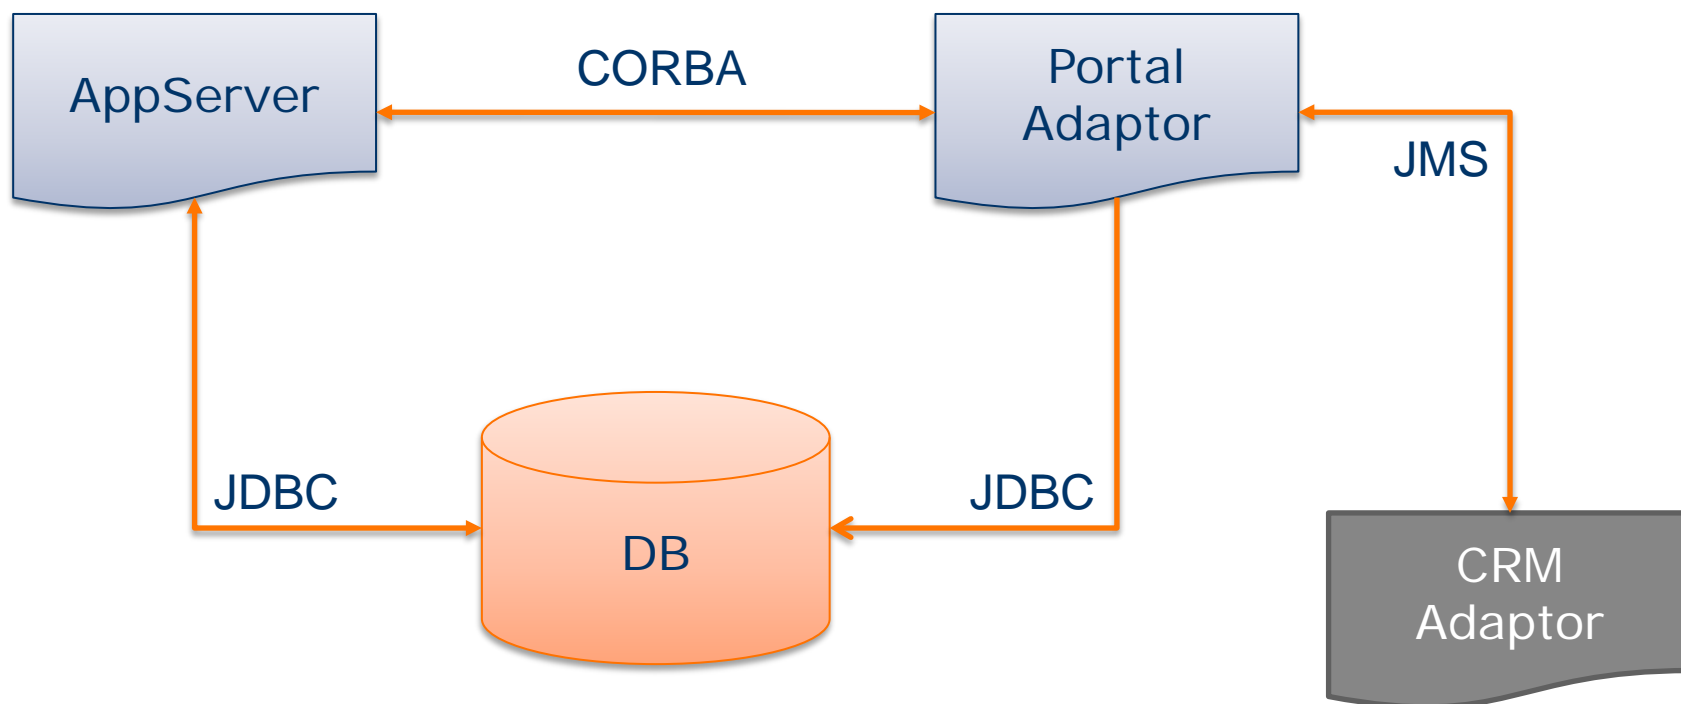 AppServer
CORBA
Portal
Adaptor
JMS
JDBC
JDBC
DB
CRM
Adaptor